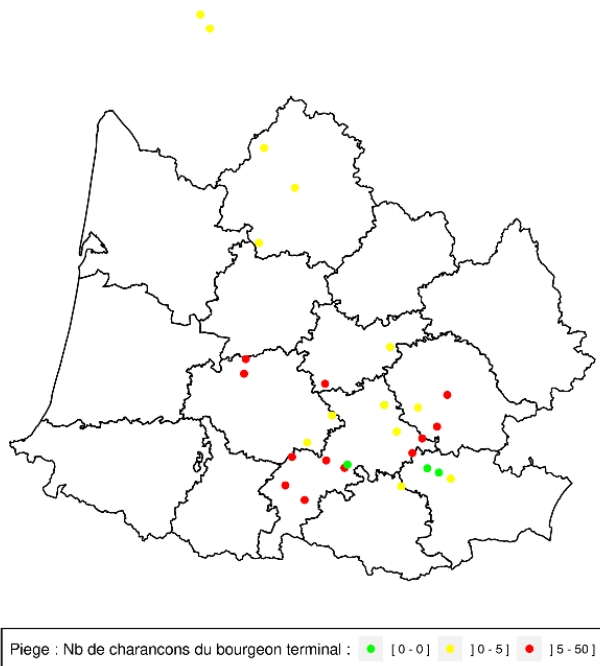 Piege : Nb de charancons du bourgeon terminal : [ 0 - 0 ] ] 0 - 5 ] ] 5 - 50 ]